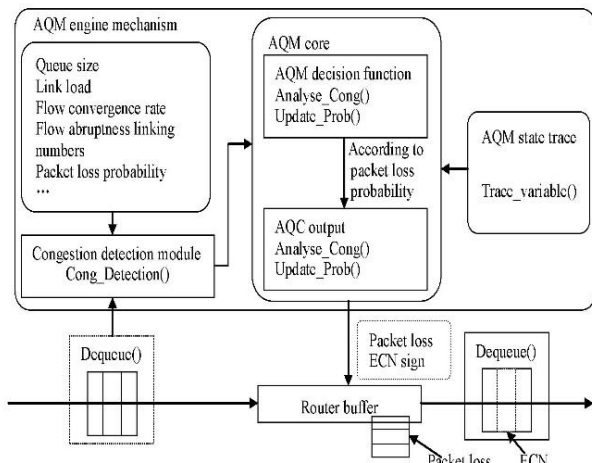 AQM engine mechanism
Queue size
Link load
Flow convergence rate
Flow abruptness linking
numbers
Packet loss probability
...
Congestion detection module
Cong_Detection()
AQM core
AQM decision function
Analyse_Cong()
Update_Prob()
According to
packet loss
probability
AQC output
Analyse_Cong()
Update_Prob()
AQM state trace
Trace_variable()
Dequeue()
Packet loss
ECN sign
Router buffer
Dequeue()
Packet loss
ECN